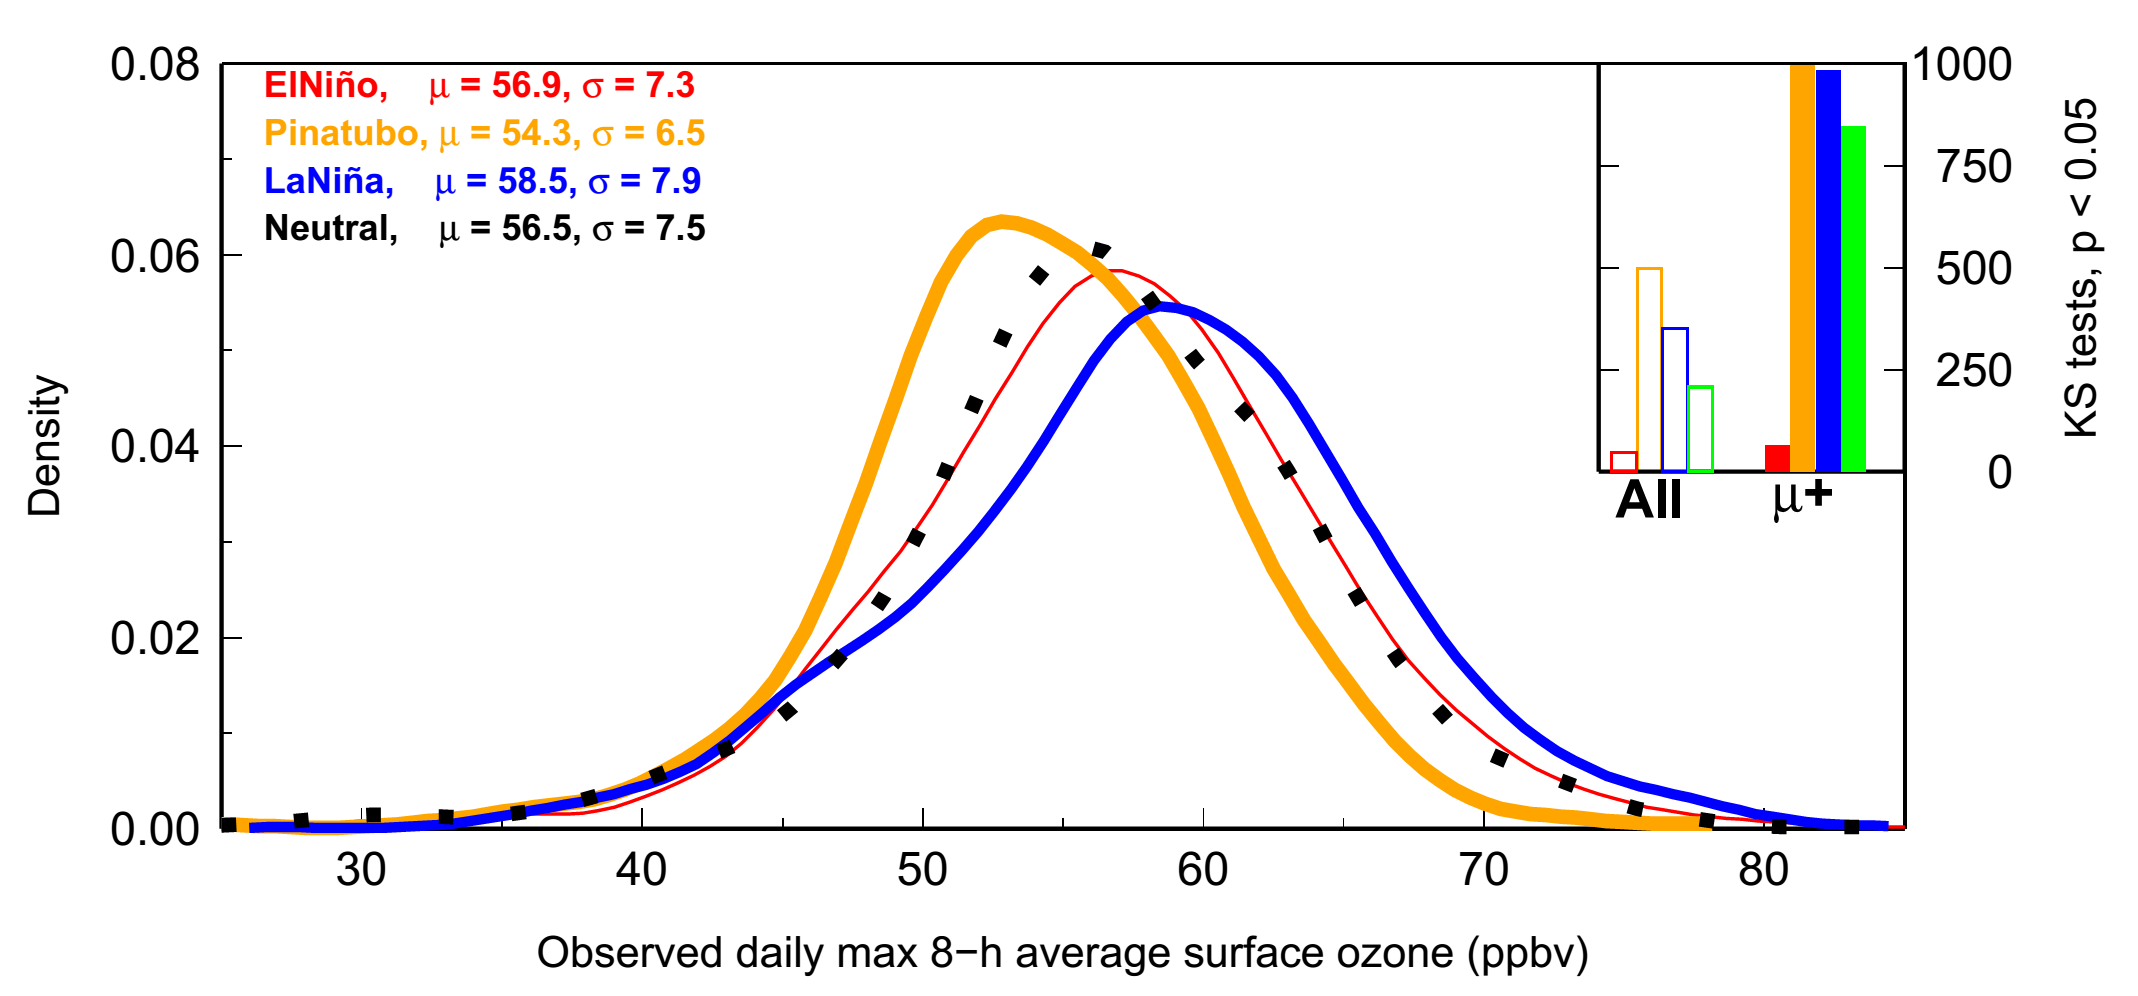 0.08
0.06
0.04
0.02
0.00
Density
ElNiño, μ = 56.9, σ = 7.3
Pinatubo, μ = 54.3, σ = 6.5
LaNiña, μ = 58.5, σ = 7.9
Neutral, μ = 56.5, σ = 7.5
1000
750
500
250
0
KS tests, p < 0.05
All μ+
30 40 50 60 70 80
Observed daily max 8−h average surface ozone (ppbv)